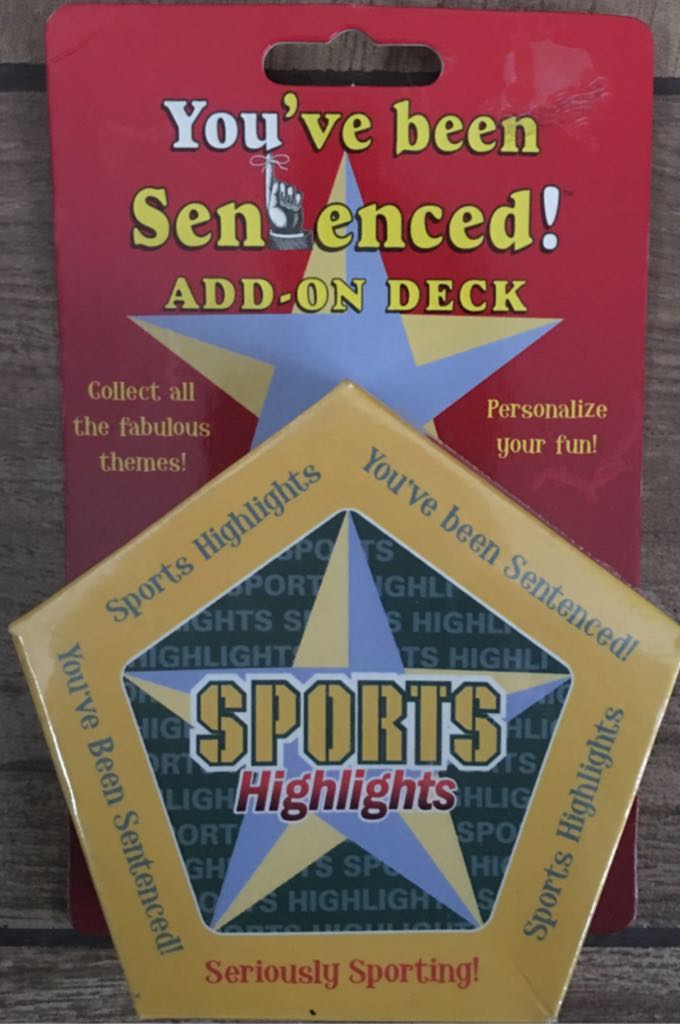 You've been
Sentenced!™
ADD-ON DECK
Collect all
the fabulous
themes!
Personalize
your fun!
Sports Highlights
You've been Sentenced!
You've Been Sentenced!
Sports Highlights
SPORTS
Highlights
Seriously Sporting!